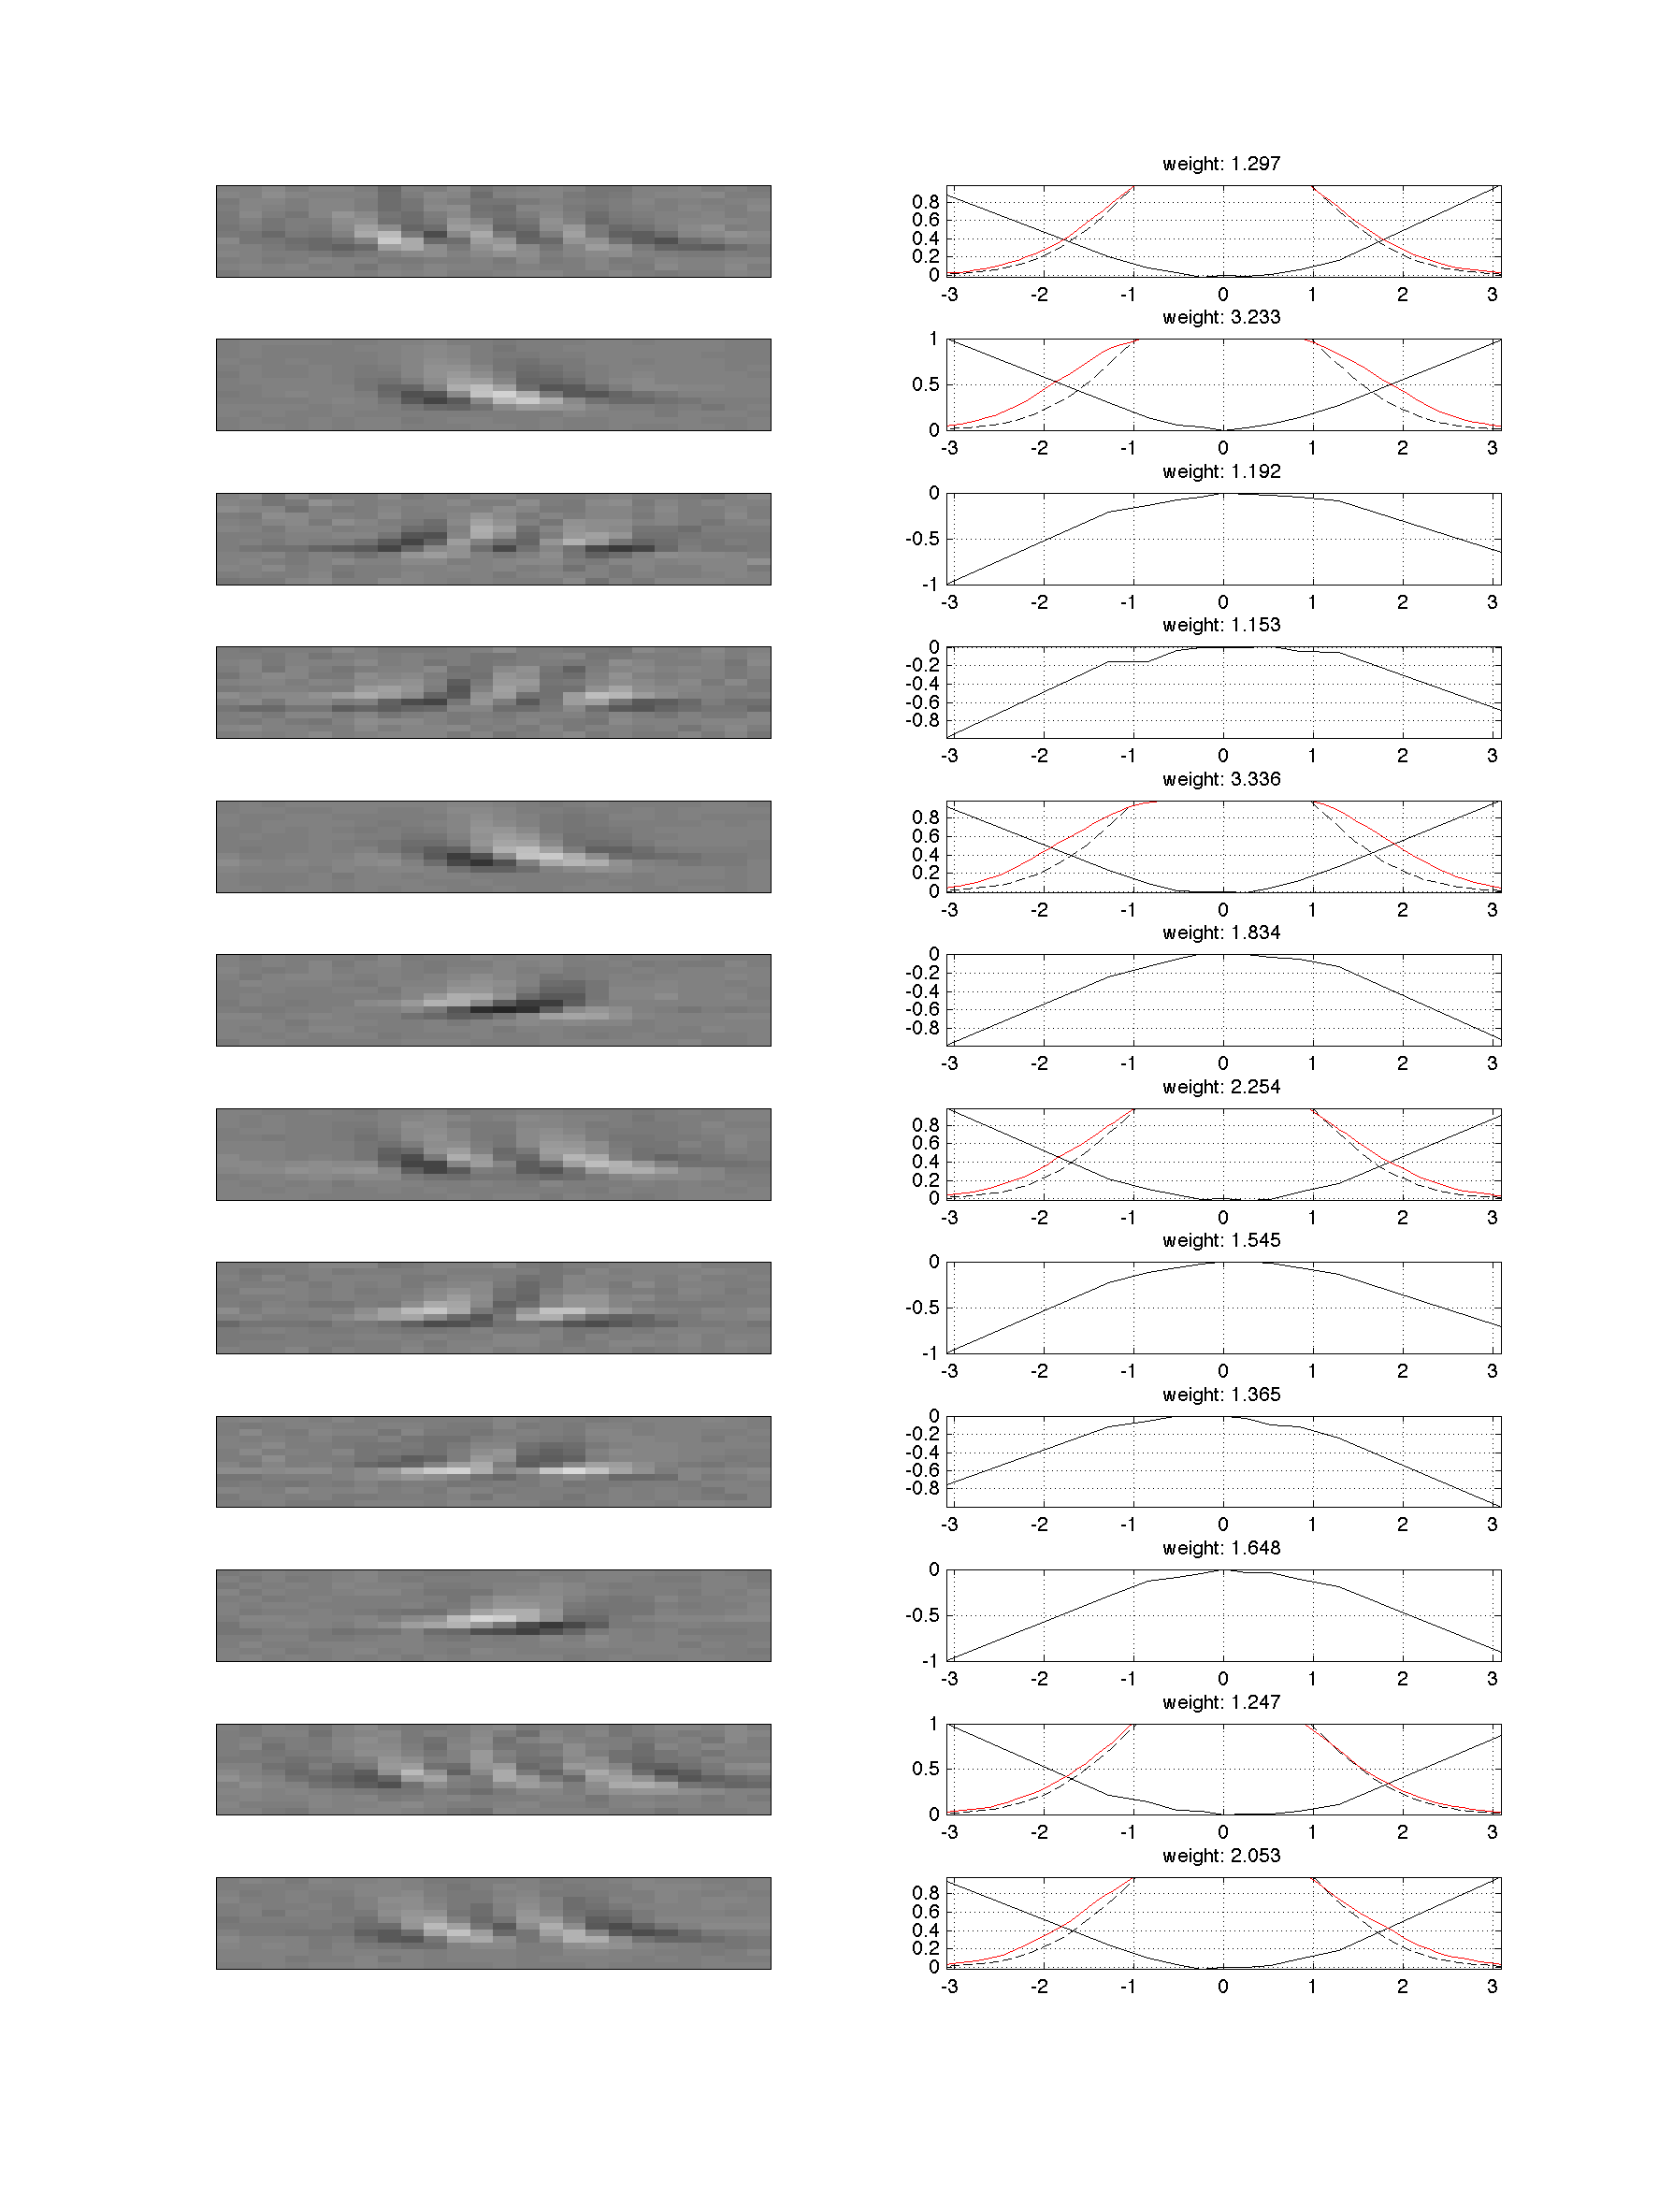 weight: 1.297
0.8
0.6
0.4
0.2
0
-3 -2 -1 0 1 2 3
weight: 3.233
1
0.5
0
-3 -2 -1 0 1 2 3
weight: 1.192
0
-0.5
-1
-3 -2 -1 0 1 2 3
weight: 1.153
0
-0.2
-0.4
-0.6
-0.8
-3 -2 -1 0 1 2 3
weight: 3.336
0.8
0.6
0.4
0.2
0
-3 -2 -1 0 1 2 3
weight: 1.834
0
-0.2
-0.4
-0.6
-0.8
-3 -2 -1 0 1 2 3
weight: 2.254
0.8
0.6
0.4
0.2
0
-3 -2 -1 0 1 2 3
weight: 1.545
0
-0.5
-1
-3 -2 -1 0 1 2 3
weight: 1.365
0
-0.2
-0.4
-0.6
-0.8
-3 -2 -1 0 1 2 3
weight: 1.648
0
-0.5
-1
-3 -2 -1 0 1 2 3
weight: 1.247
1
0.5
0
-3 -2 -1 0 1 2 3
weight: 2.053
0.8
0.6
0.4
0.2
0
-3 -2 -1 0 1 2 3